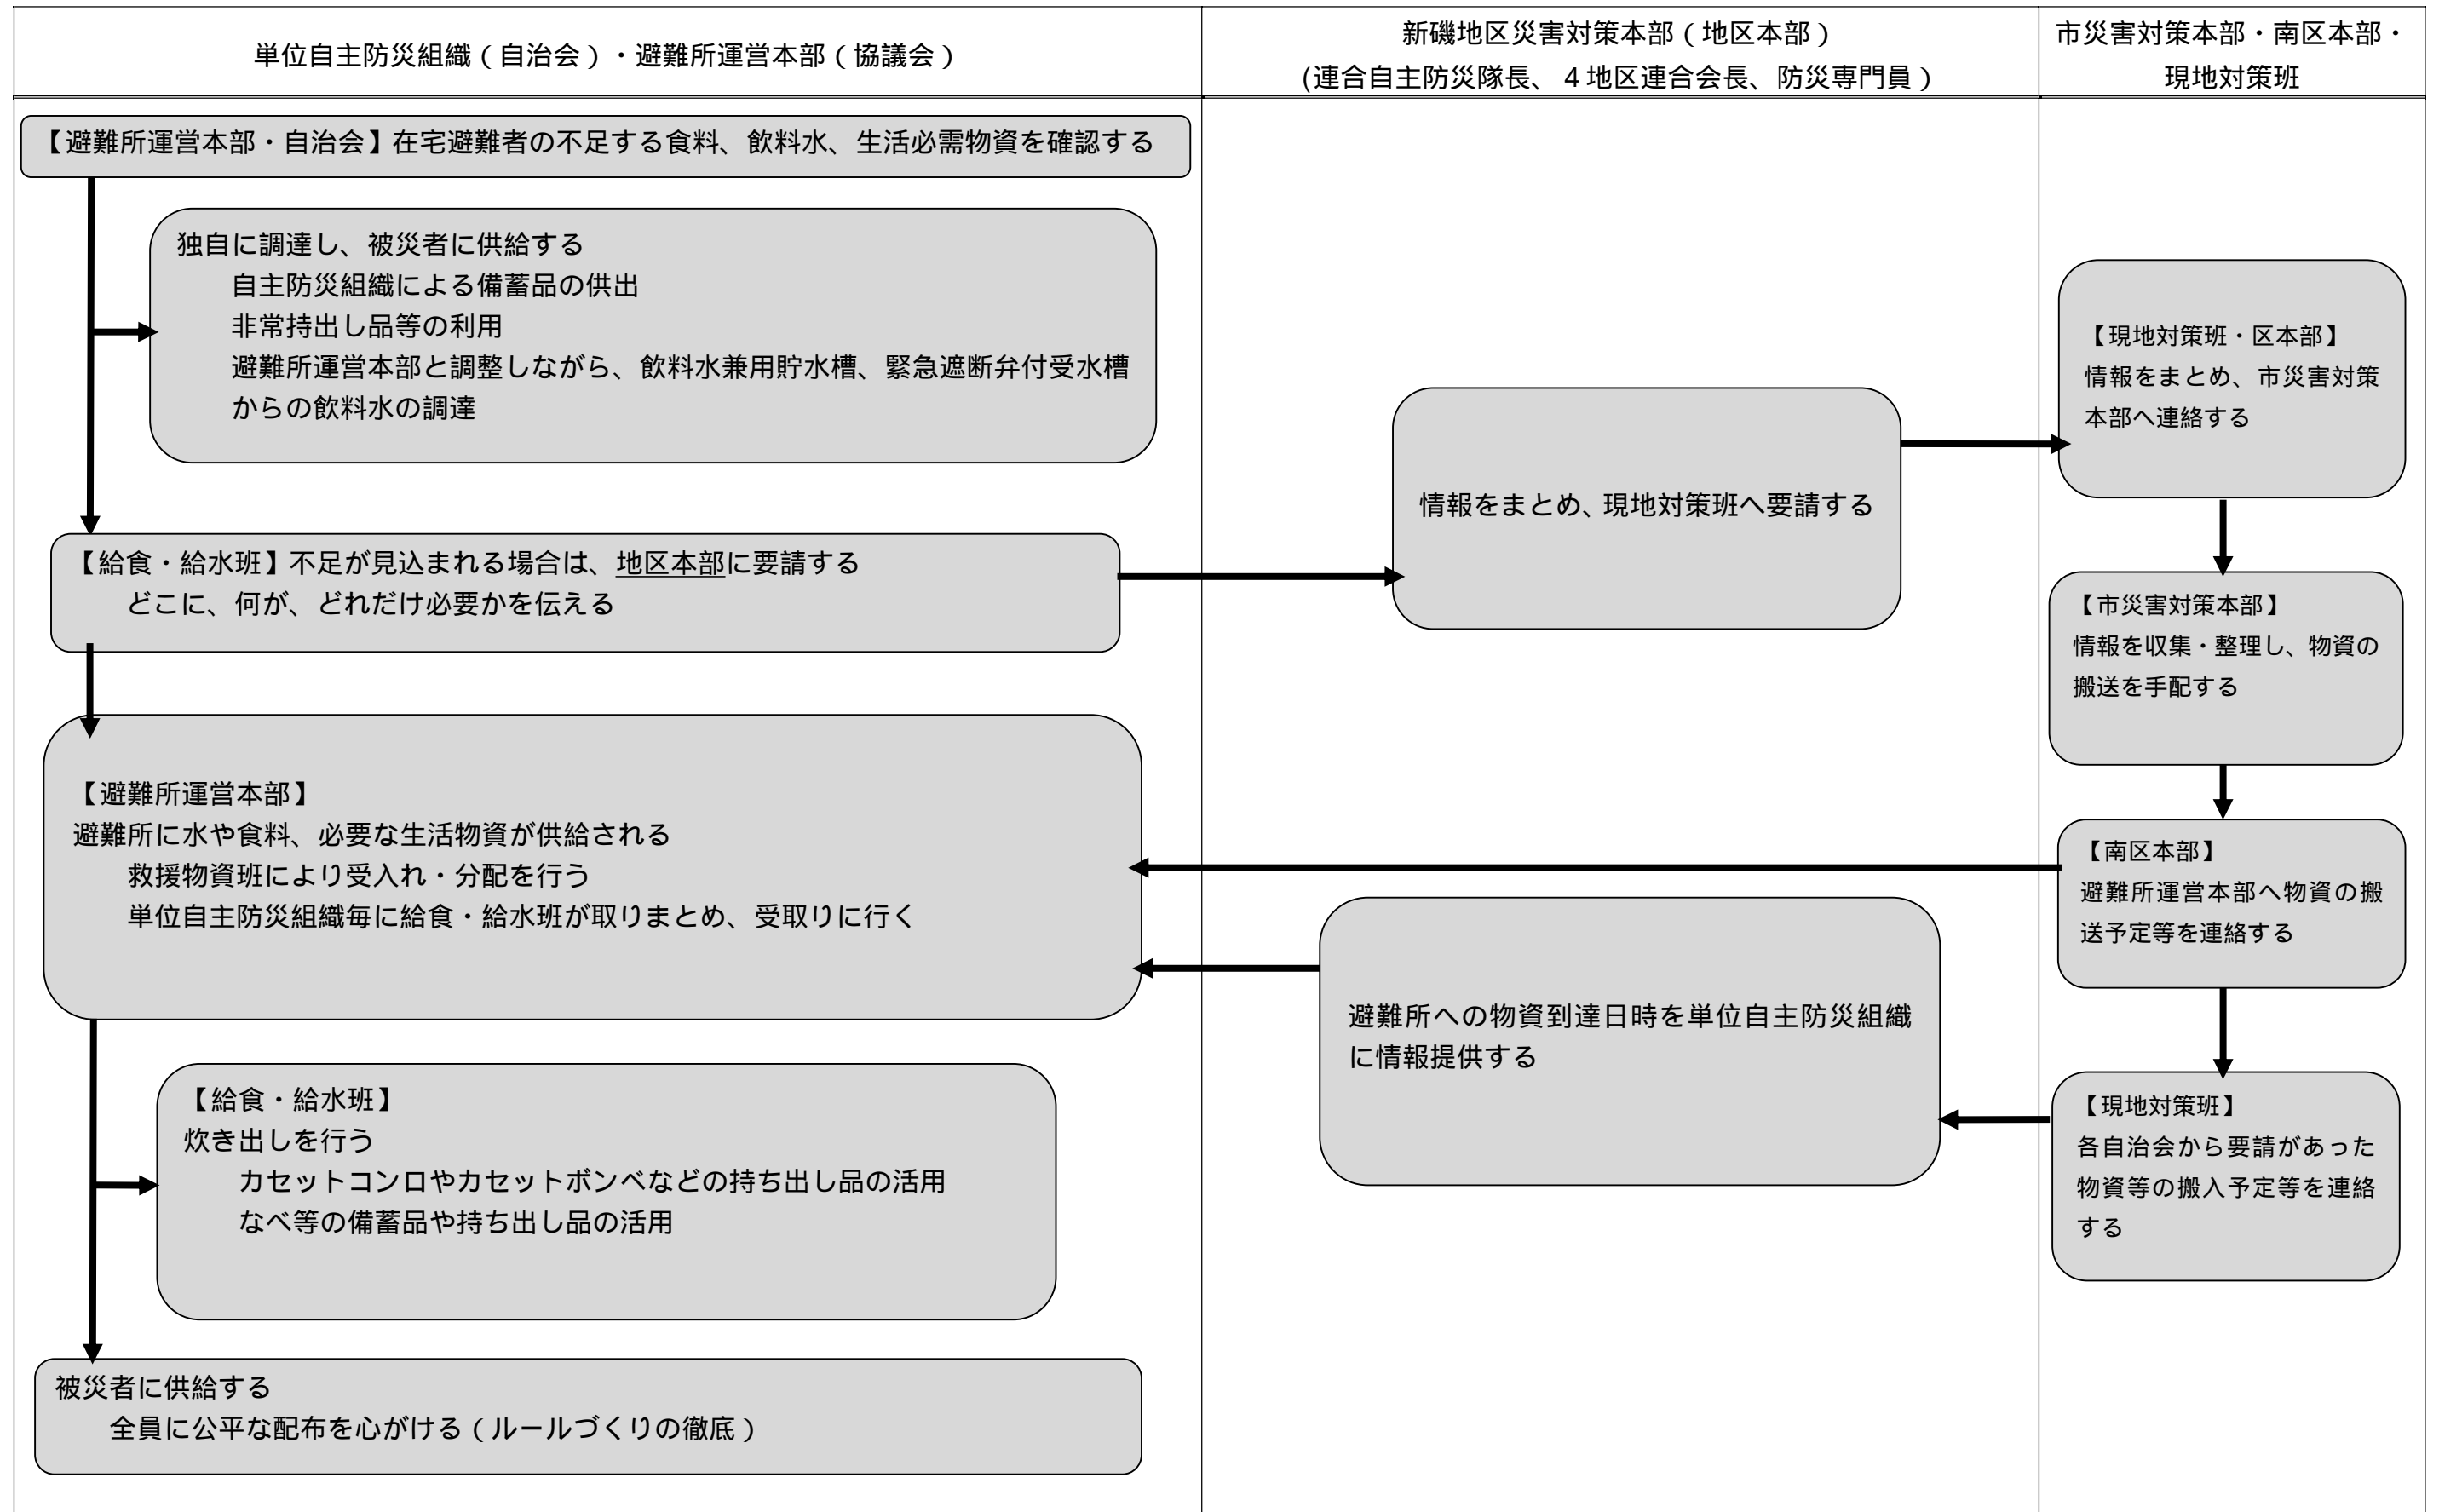 単位自主防災組織（自治会）・避難所運営本部（協議会）
新磯地区災害対策本部（地区本部）
(連合自主防災隊長、４地区連合会長、防災専門員）
市災害対策本部・南区本部・
現地対策班
【避難所運営本部・自治会】在宅避難者の不足する食料、飲料水、生活必需物資を確認する
独自に調達し、被災者に供給する
自主防災組織による備蓄品の供出
非常持出し品等の利用
避難所運営本部と調整しながら、飲料水兼用貯水槽、緊急遮断弁付受水槽
からの飲料水の調達
【給食・給水班】不足が見込まれる場合は、地区本部に要請する
どこに、何が、どれだけ必要かを伝える
情報をまとめ、現地対策班へ要請する
【現地対策班・区本部】
情報をまとめ、市災害対策
本部へ連絡する
【市災害対策本部】
情報を収集・整理し、物資の
搬送を手配する
【南区本部】
避難所運営本部へ物資の搬
送予定等を連絡する
【現地対策班】
各自治会から要請があった
物資等の搬入予定等を連絡
する
避難所への物資到達日時を単位自主防災組織
に情報提供する
【避難所運営本部】
避難所に水や食料、必要な生活物資が供給される
救援物資班により受入れ・分配を行う
単位自主防災組織毎に給食・給水班が取りまとめ、受取りに行く
【給食・給水班】
炊き出しを行う
カセットコンロやカセットボンベなどの持ち出し品の活用
なべ等の備蓄品や持ち出し品の活用
被災者に供給する
全員に公平な配布を心がける（ルールづくりの徹底）